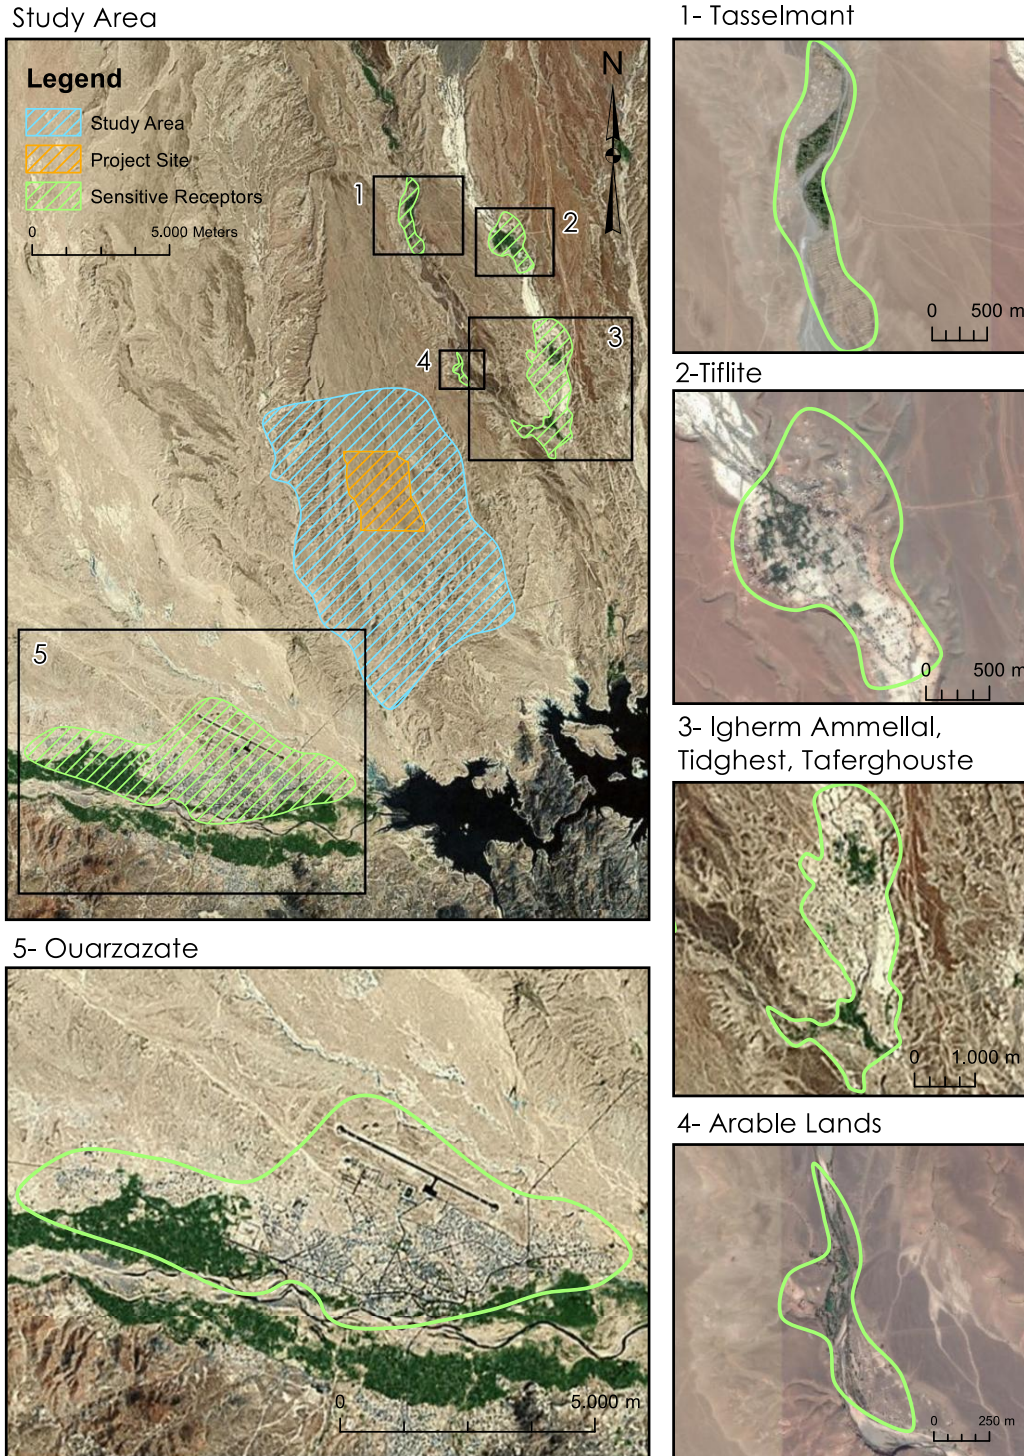 Study Area
Legend
Study Area
Project Site
Sensitive Receptors
0 5.000 Meters
N
1
2
3
4
5
1- Tasselmant
0 500 m
2-Tiflite
0 500 m
3- Igherm Ammellal,
Tidghest, Taferghouste
0 1.000 m
4- Arable Lands
0 250 m
5- Ouarzazate
0 5.000 m